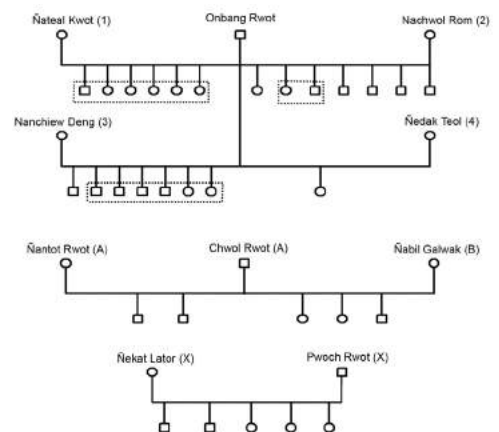 Ñateal Kwot (1) Onbang Rwot Nachwol Rom (2)
Nanchiew Deng (3) Ñedak Teol (4)
Ñantot Rwot (A) Chwol Rwot (A) Ñabil Galwak (B)
Ñekat Lator (X) Pwoch Rwot (X)